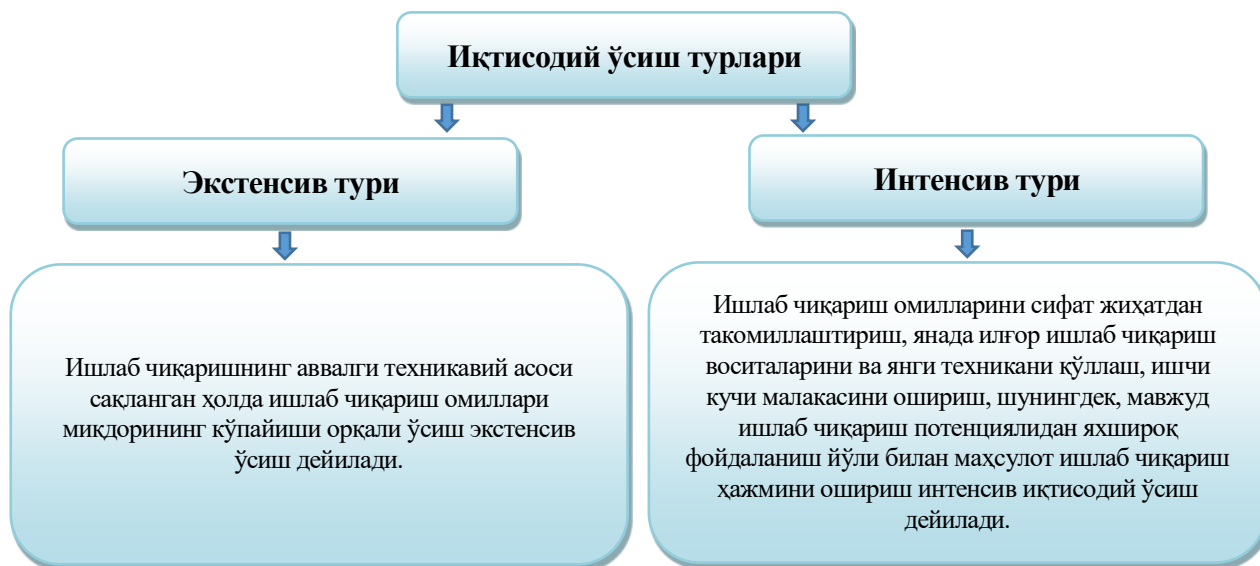 Иқтисодий ўсиш турлари
Экстенсив тури
Интенсив тури
Ишлаб чиқаришнинг аввалги техникавий асоси
сақланган ҳолда ишлаб чиқариш омиллари
миқдорининг кўпайиши орқали ўсиш экстенсив
ўсиш дейилади.
Ишлаб чиқариш омилларини сифат жиҳатдан
такомиллаштириш, янада илғор ишлаб чиқариш
воситаларини ва янги техникани қўллаш, ишчи
кучи малакасини ошириш, шунингдек, мавжуд
ишлаб чиқариш потенциялидан яхшироқ
фойдаланиш йўли билан маҳсулот ишлаб чиқариш
ҳажмини ошириш интенсив иқтисодий ўсиш
дейилади.